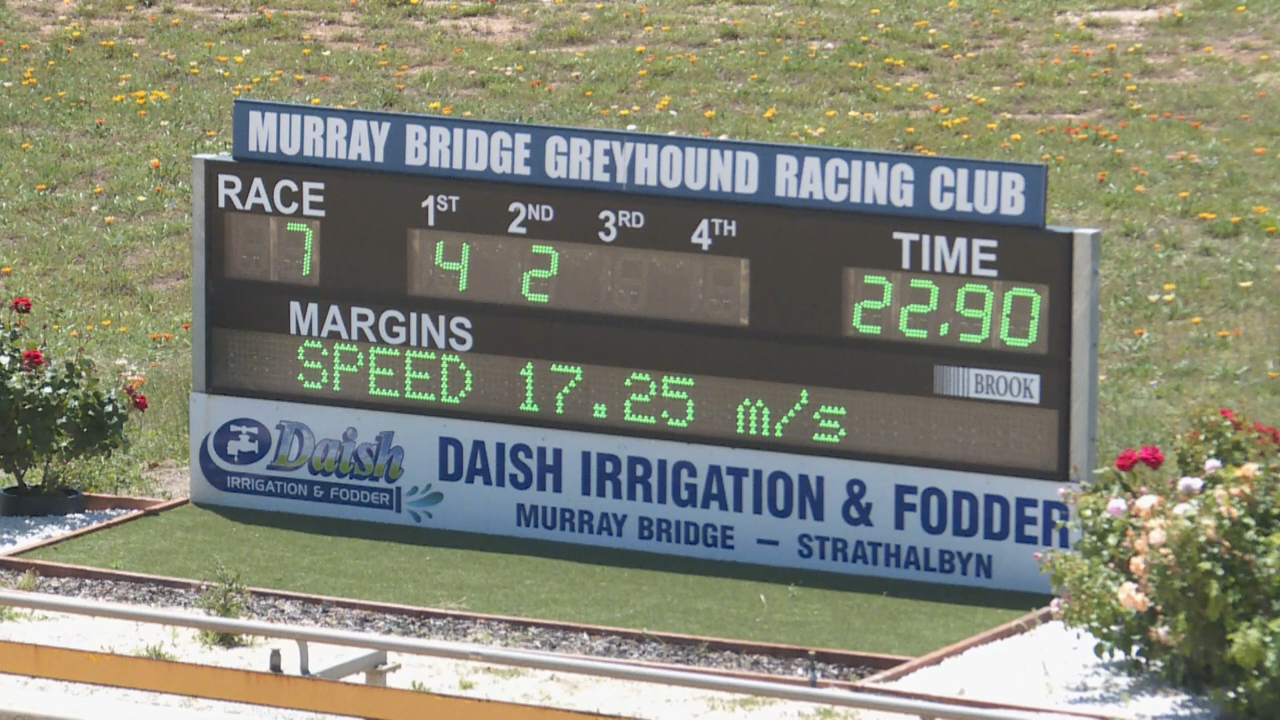 MURRAY BRIDGE GREYHOUND RACING CLUB
RACE 1ST 2ND 3RD 4TH TIME
7 4 2 22.90
MARGINS
BROOK
SPEED 17.25 m/s
Daish
IRRIGATION & FODDER
DAISH IRRIGATION & FODDER
MURRAY BRIDGE – STRATHALBYN